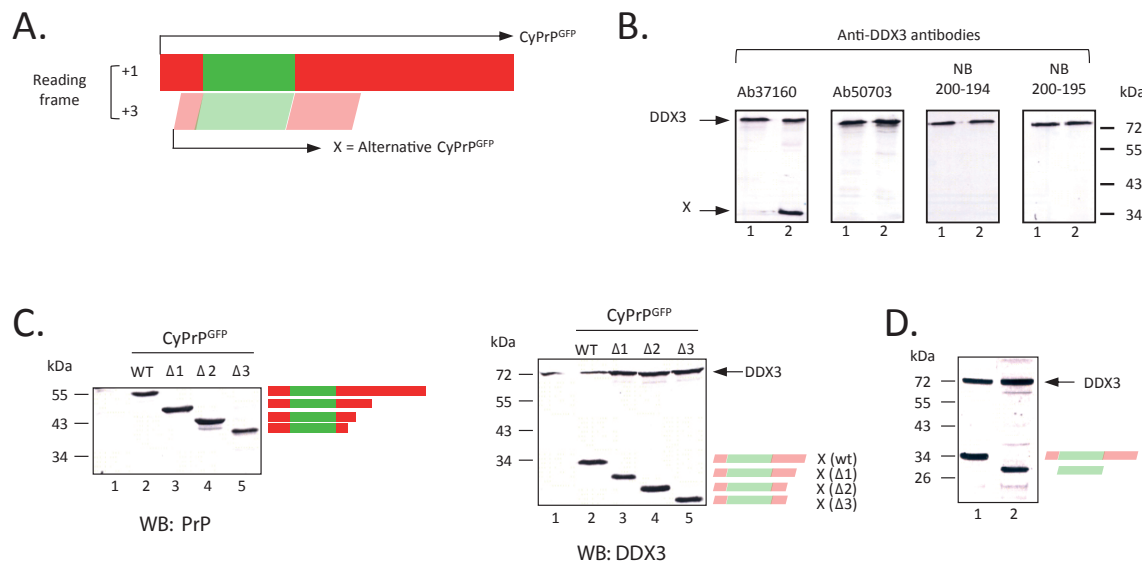 A.
CyPrP^GFP
Reading
frame
+1
+3
X = Alternative CyPrP^GFP
B.
Anti-DDX3 antibodies
Ab37160 Ab50703 NB 200-194 NB 200-195 kDa
DDX3
X
72
55
43
34
1 2 1 2 1 2 1 2
C.
CyPrP^GFP
kDa WT Δ1 Δ2 Δ3
55
43
34
1 2 3 4 5
WB: PrP
CyPrP^GFP
kDa WT Δ1 Δ2 Δ3
72
55
43
34
DDX3
X (wt)
X (Δ1)
X (Δ2)
X (Δ3)
1 2 3 4 5
WB: DDX3
D.
kDa
72
55
43
34
26
DDX3
1 2